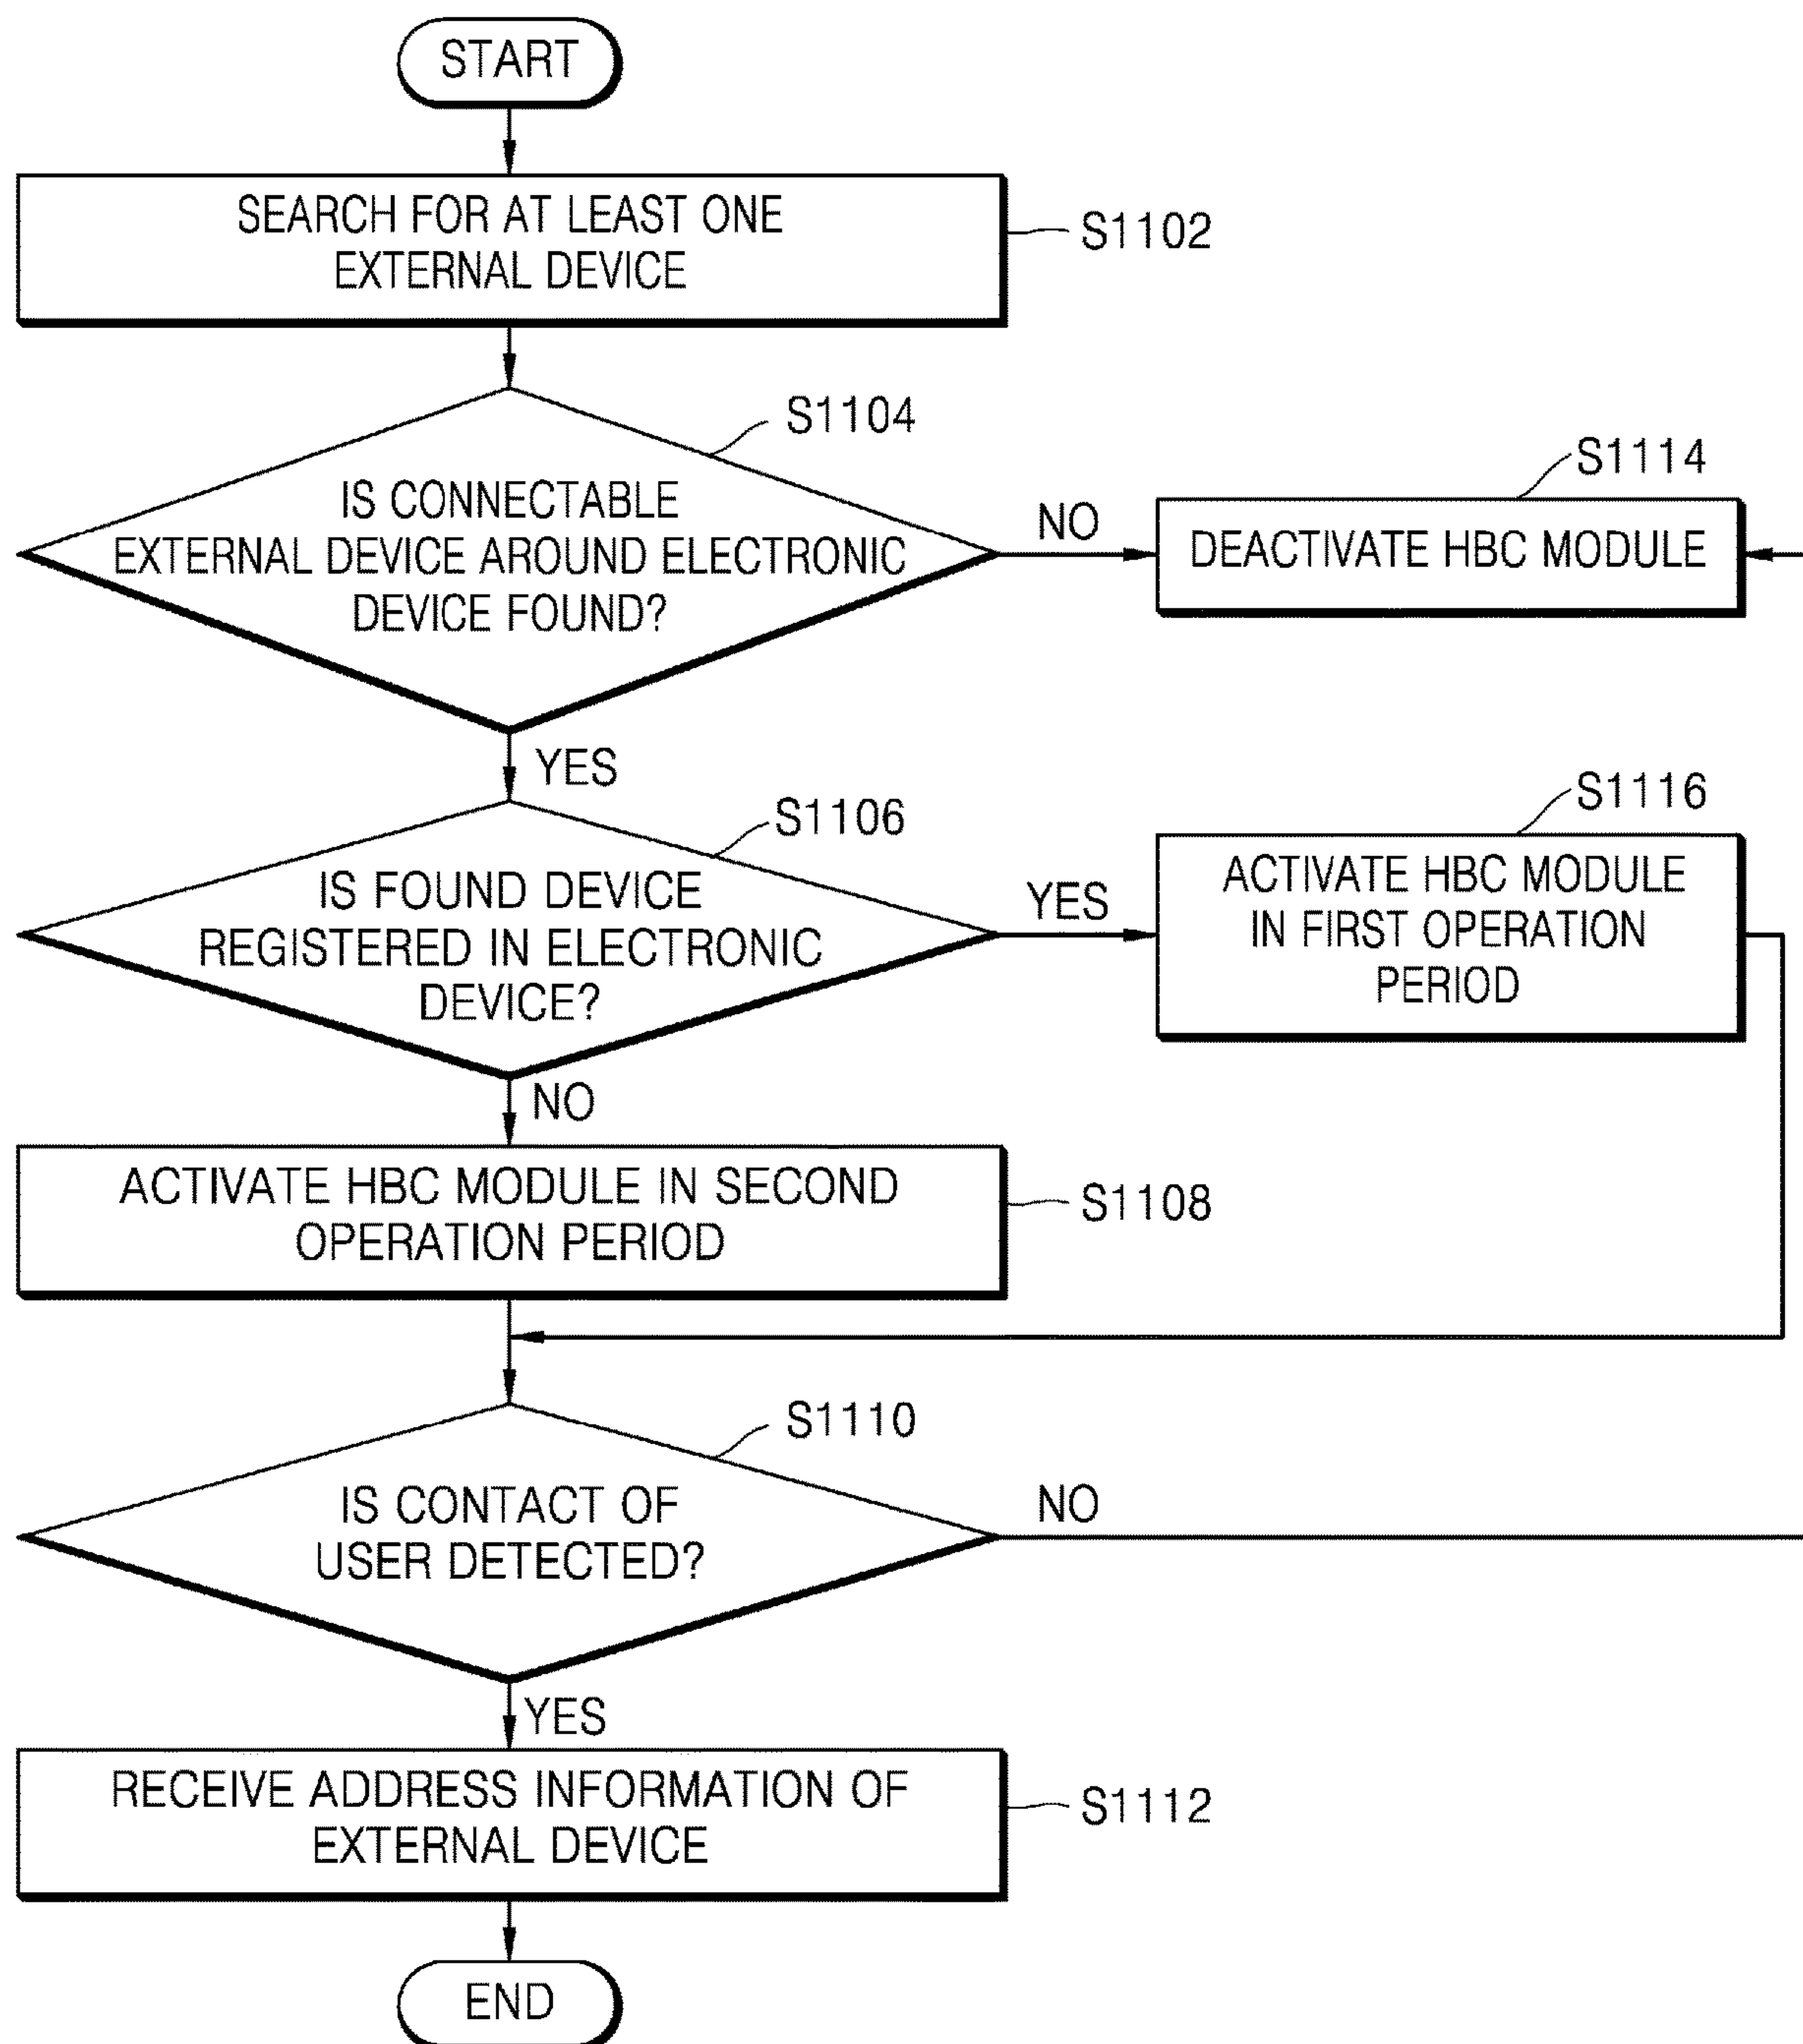 START
SEARCH FOR AT LEAST ONE
EXTERNAL DEVICE
S1102
S1104
IS CONNECTABLE
EXTERNAL DEVICE AROUND ELECTRONIC
DEVICE FOUND?
NO
S1114
DEACTIVATE HBC MODULE
YES
S1106
IS FOUND DEVICE
REGISTERED IN ELECTRONIC
DEVICE?
YES
S1116
ACTIVATE HBC MODULE
IN FIRST OPERATION
PERIOD
NO
ACTIVATE HBC MODULE IN SECOND
OPERATION PERIOD
S1108
S1110
IS CONTACT OF
USER DETECTED?
NO
YES
RECEIVE ADDRESS INFORMATION OF
EXTERNAL DEVICE
S1112
END